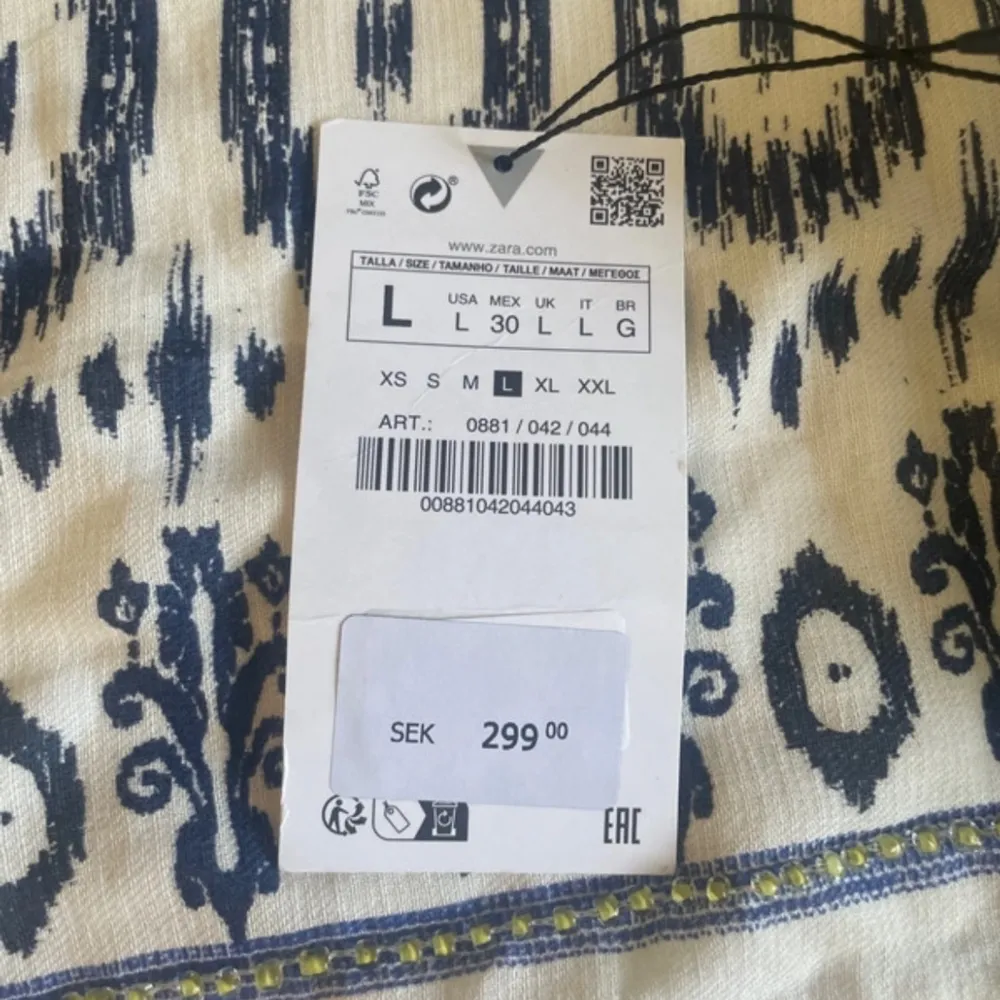 FSC
MIX
®
www.zara.com
TALLA / SIZE / TAMANHO / TAILLE / MAAT / ΜΕΓΕΘΟΣ
L
USA MEX UK IT BR
L 30 L L G
XS S M L XL XXL
ART.: 0881 / 042 / 044
00881042044043
SEK 299 00
EAC